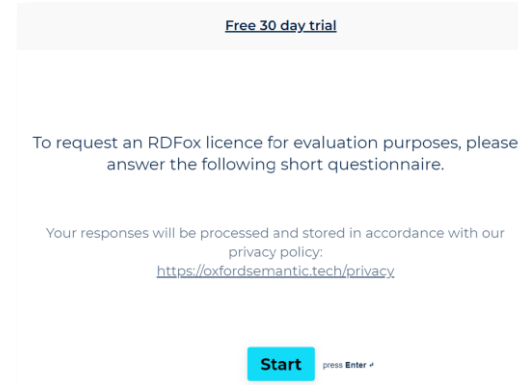 Free 30 day trial
To request an RDFox licence for evaluation purposes, please
answer the following short questionnaire.
Your responses will be processed and stored in accordance with our
privacy policy:
https://oxfordsemantic.tech/privacy
Start press Enter ↵